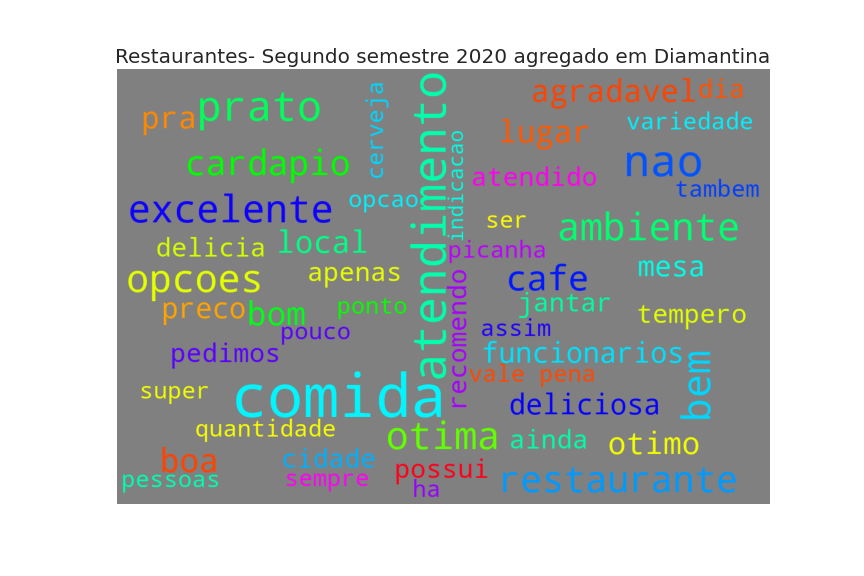 Restaurantes- Segundo semestre 2020 agregado em Diamantina
pra
prato
cerveja
atendimento
agradavel
dia
lugar
variedade
indicacao
cardapio
atendido
nao
tambem
excelente
opcao
ser
ambiente
delicia
local
picanha
opcoes
apenas
cafe
mesa
preco
bom
ponto
recomendo
jantar
tempero
pouco
assim
pedimos
funcionarios
bem
super
comida
vale pena
deliciosa
quantidade
otima
ainda
otimo
boa
cidade
possui
restaurante
pessoas
sempre
ha